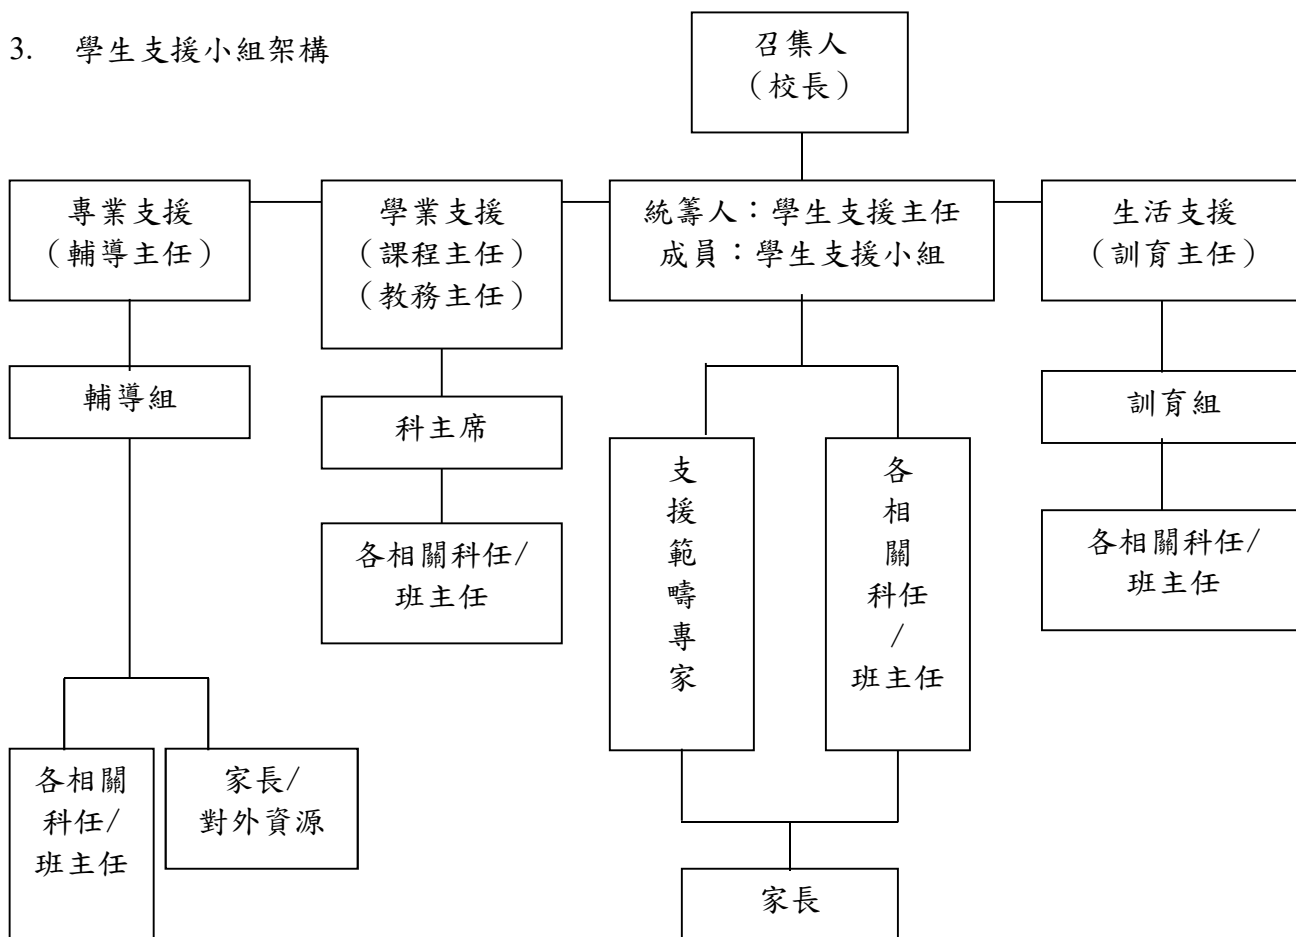 3. 學生支援小組架構
召集人
（校長）
專業支援
（輔導主任）
學業支援
（課程主任）
（教務主任）
統籌人：學生支援主任
成員：學生支援小組
生活支援
（訓育主任）
輔導組
科主席
訓育組
各相關科任/
班主任
支
援
範
疇
專
家
各
相
關
科任
/
班主任
各相關科任/
班主任
各相關
科任/
班主任
家長/
對外資源
家長